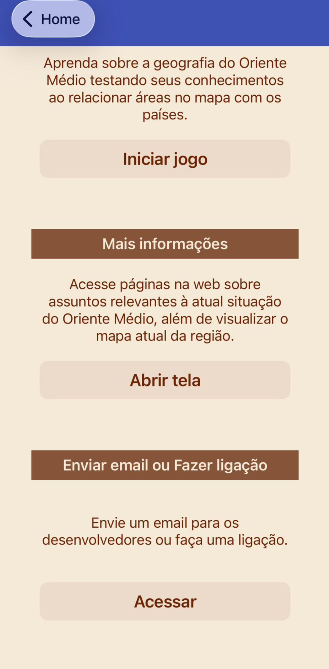 Home
Aprenda sobre a geografia do Oriente
Médio testando seus conhecimentos
ao relacionar áreas no mapa com os
países.
Iniciar jogo
Mais informações
Acesse páginas na web sobre
assuntos relevantes à atual situação
do Oriente Médio, além de visualizar o
mapa atual da região.
Abrir tela
Enviar email ou Fazer ligação
Envie um email para os
desenvolvedores ou faça uma ligação.
Acessar